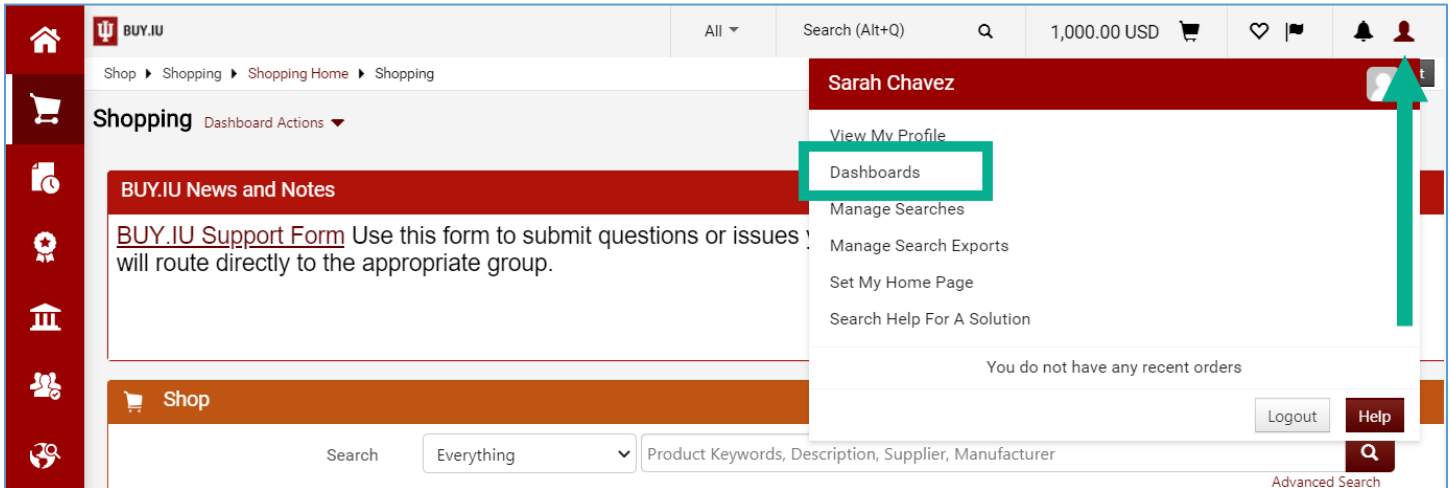 BUY.IU
All
Search (Alt+Q)
1,000.00 USD
Shop Shopping Shopping Home Shopping
Shopping Dashboard Actions
Sarah Chavez
View My Profile
Dashboards
Manage Searches
Manage Search Exports
Set My Home Page
Search Help For A Solution
You do not have any recent orders
Logout
Help
BUY.IU News and Notes
BUY.IU Support Form Use this form to submit questions or issues
will route directly to the appropriate group.
Shop
Search
Everything
Product Keywords, Description, Supplier, Manufacturer
Advanced Search